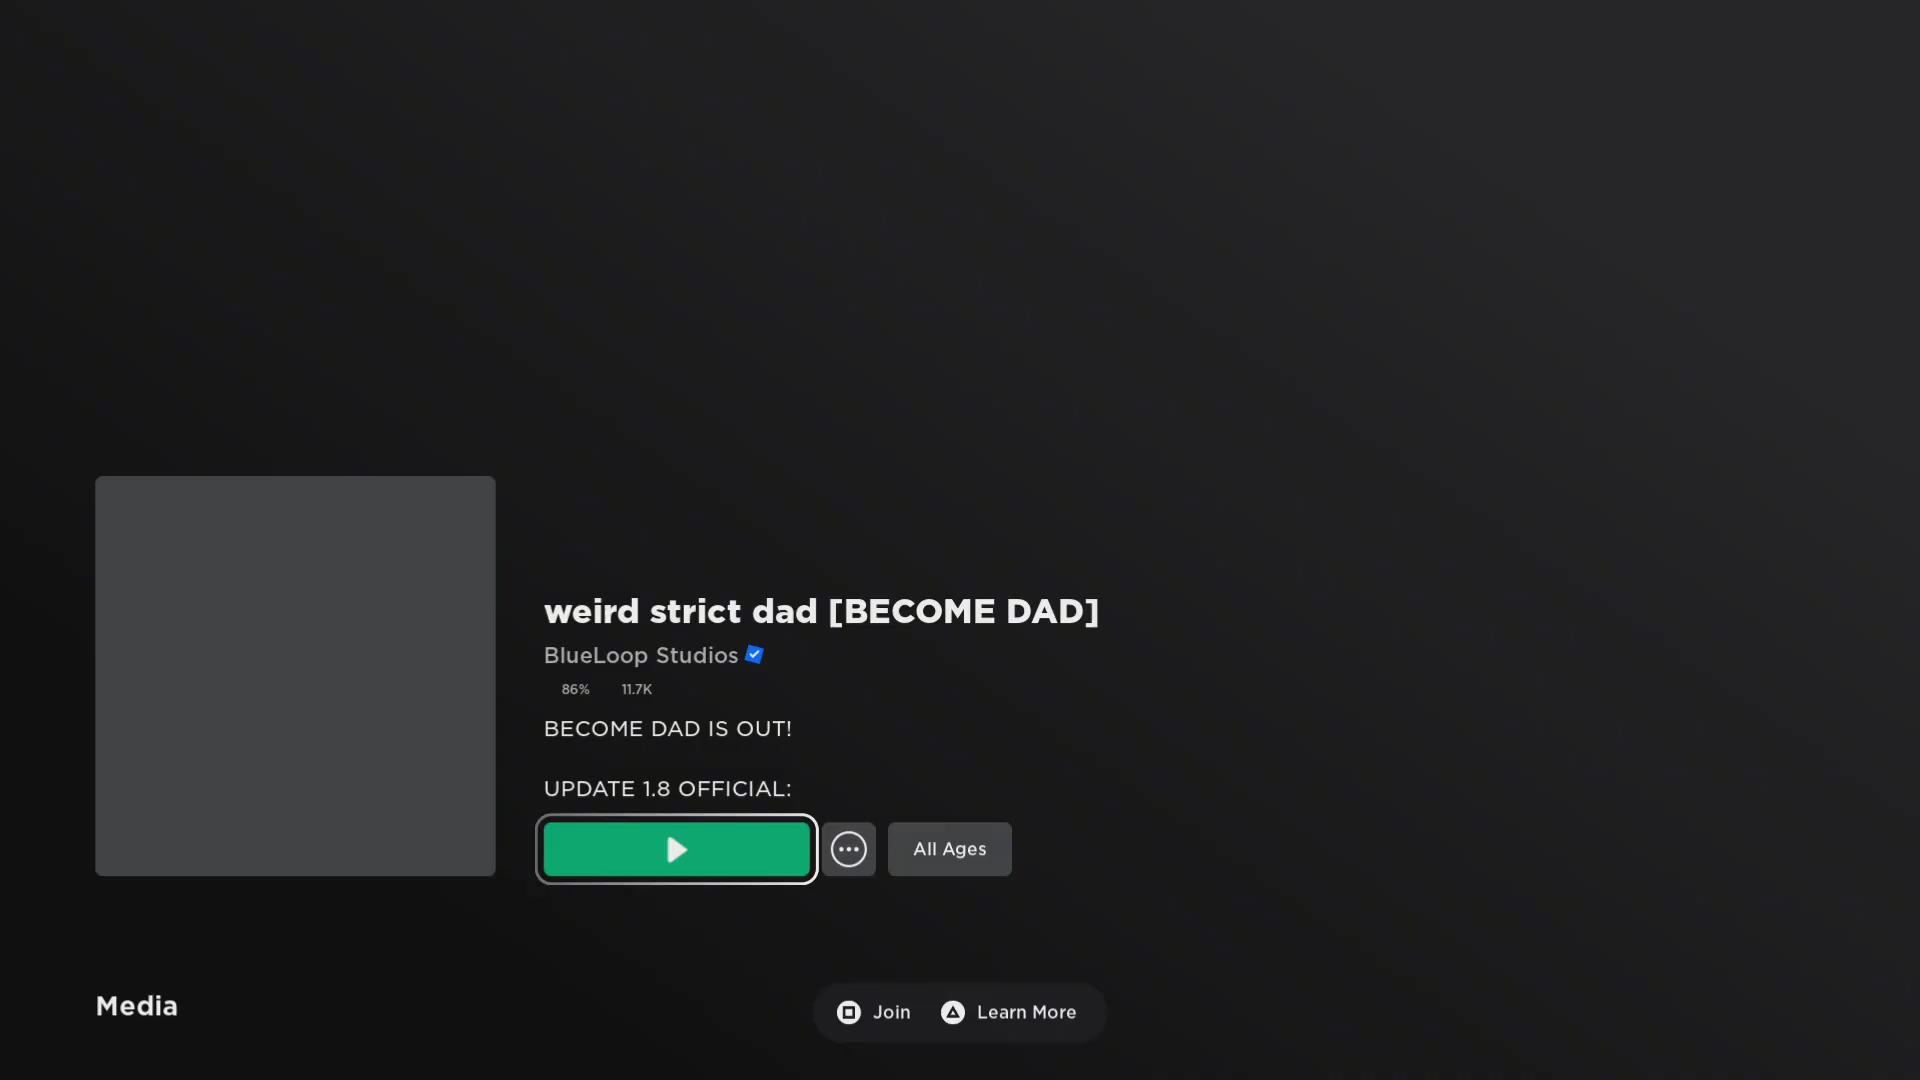 weird strict dad [BECOME DAD]
BlueLoop Studios
86% 11.7K
BECOME DAD IS OUT!
UPDATE 1.8 OFFICIAL:
All Ages
Media
Join Learn More